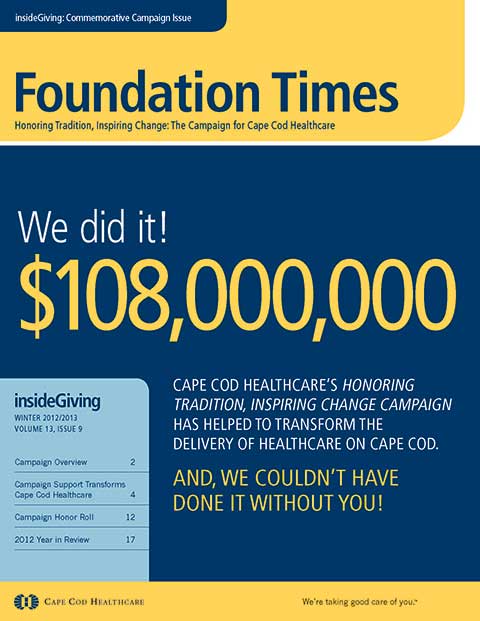 insideGiving: Commemorative Campaign Issue
Foundation Times
Honoring Tradition, Inspiring Change: The Campaign for Cape Cod Healthcare
We did it!
$108,000,000
insideGiving
WINTER 2012/2013
VOLUME 13, ISSUE 9
Campaign Overview 2
Campaign Support Transforms
Cape Cod Healthcare 4
Campaign Honor Roll 12
2012 Year in Review 17
CAPE COD HEALTHCARE'S HONORING
TRADITION, INSPIRING CHANGE CAMPAIGN
HAS HELPED TO TRANSFORM THE
DELIVERY OF HEALTHCARE ON CAPE COD.
AND, WE COULDN'T HAVE
DONE IT WITHOUT YOU!
CAPE COD HEALTHCARE
We're taking good care of you.™